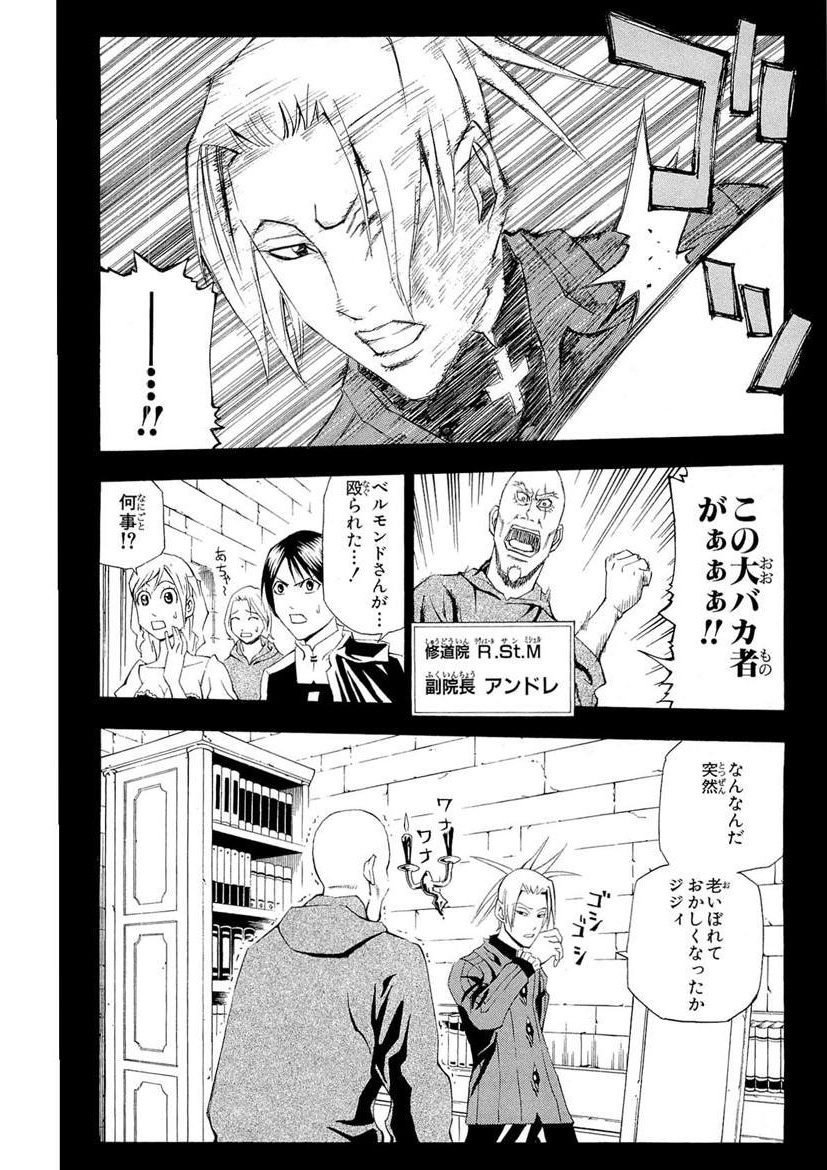 ゴッ
ー…!!
この大バカ者
がぁぁぁ!!
修道院 R.St.M
副院長 アンドレ
ベルモンドさんが
殴られた…!
何事!?
あちゃ〜
なんなんだ
突然
老いぼれて
おかしくなったか
ジジィ
ワナ
ワナ
ゴシ
ゴシ